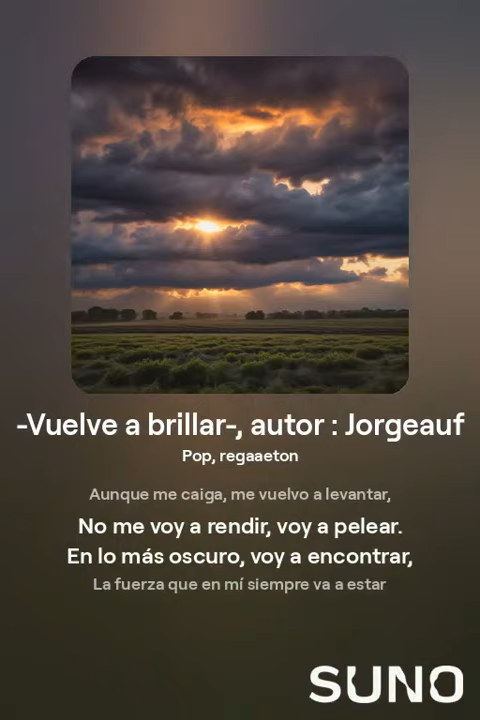 -Vuelve a brillar-, autor : Jorgeauf
Pop, regaaeton
Aunque me caiga, me vuelvo a levantar,
No me voy a rendir, voy a pelear.
En lo más oscuro, voy a encontrar,
La fuerza que en mí siempre va a estar
SUNO